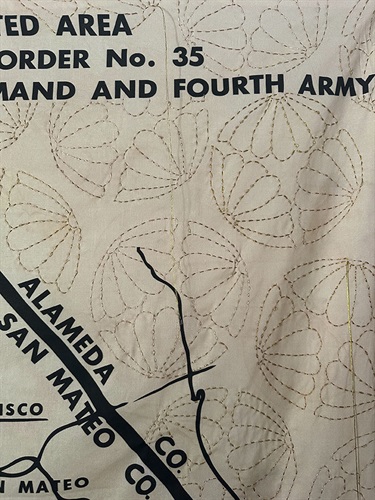 TED AREA
ORDER No. 35
MAND AND FOURTH ARMY
ALAMEDA CO.
SAN MATEO CO.
ISCO
N MATEO